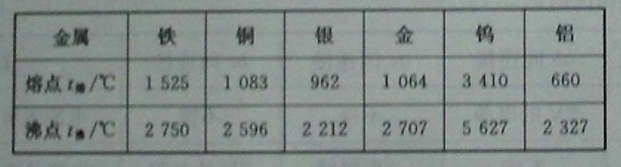 金属 铁 铜 银 金 钨 铝
熔点 t熔/℃ 1 525 1 083 962 1 064 3 410 660
沸点 t沸/℃ 2 750 2 596 2 212 2 707 5 627 2 327